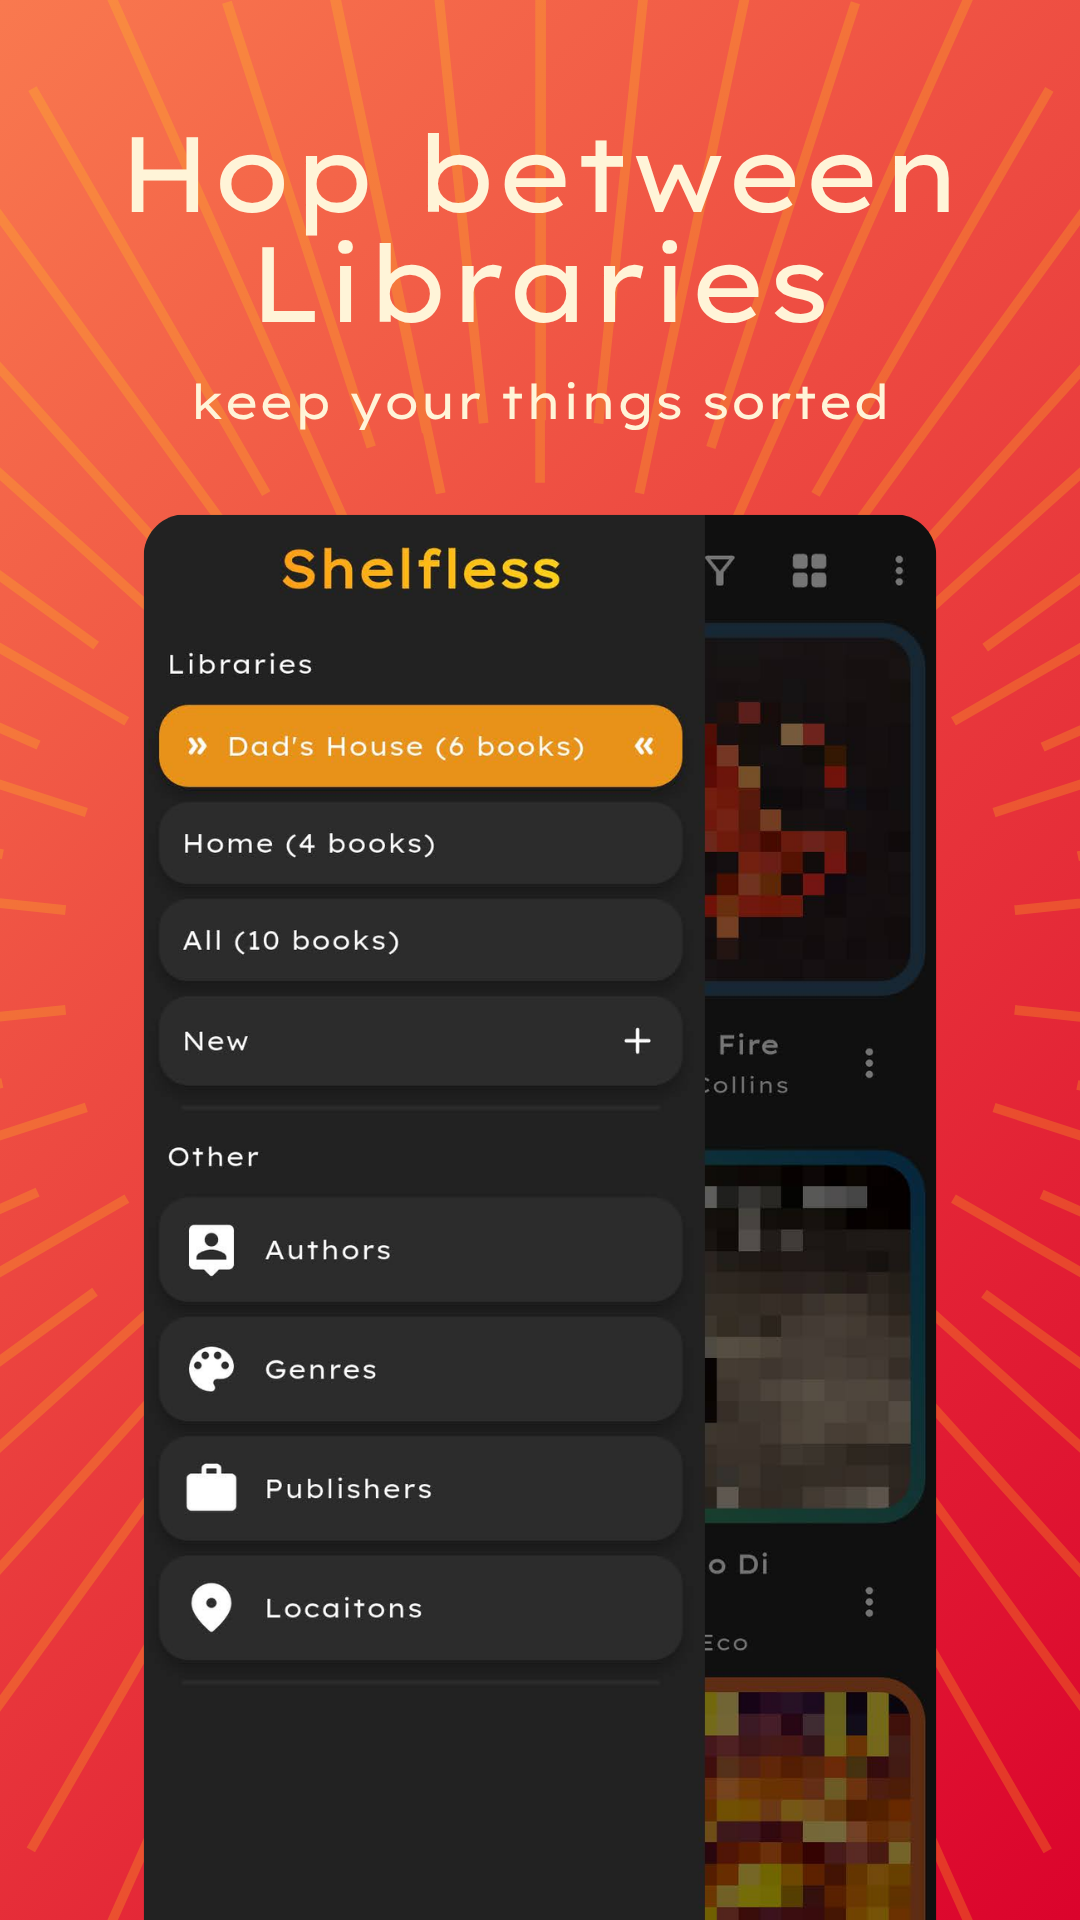 Hop between
Libraries
keep your things sorted
Shelfless
Libraries
» Dad's House (6 books) «
Home (4 books)
All (10 books)
New +
Fire
Collins
Other
Authors
Genres
Publishers
o Di
Locaitons
Eco